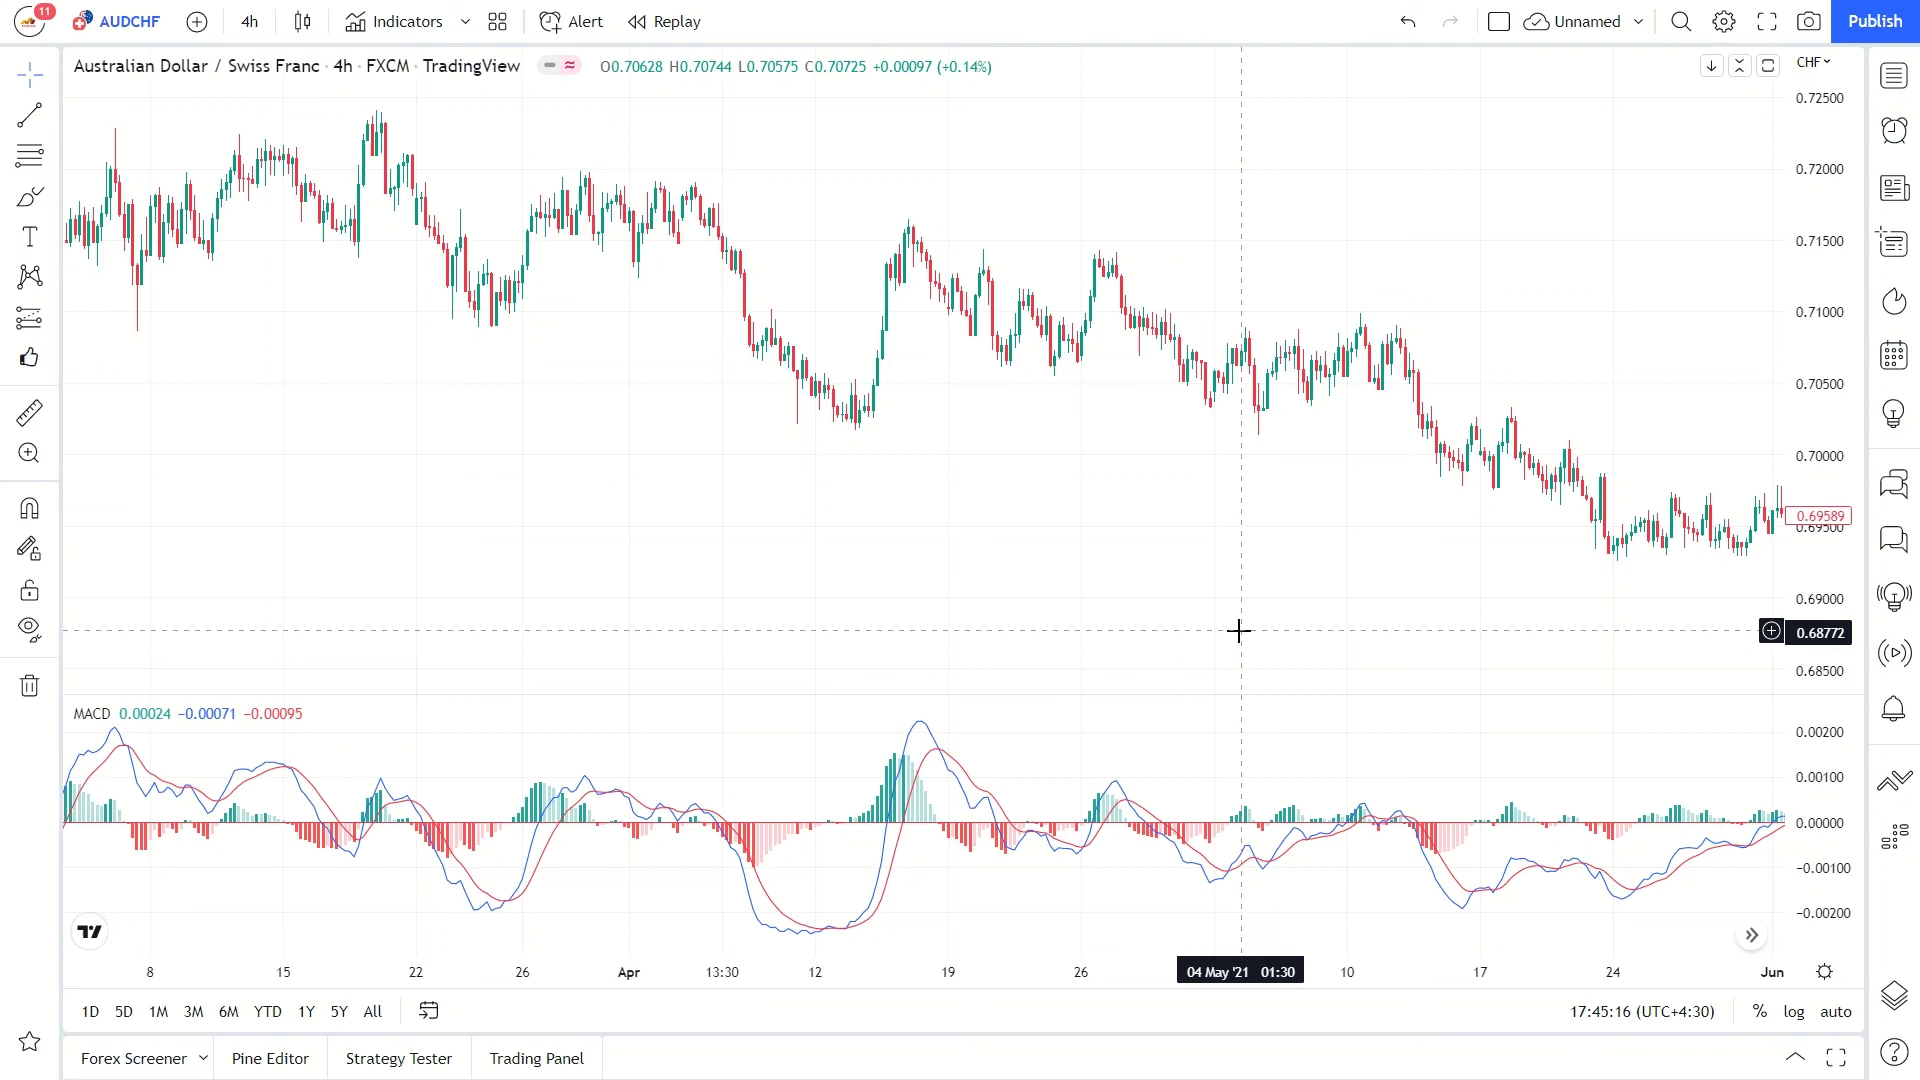 11 AUDCHF 4h Indicators Alert Replay Unnamed Publish
Australian Dollar / Swiss Franc · 4h · FXCM · TradingView O0.70628 H0.70744 L0.70575 C0.70725 +0.00097 (+0.14%) CHF
0.72500
0.72000
0.71500
0.71000
0.70500
0.70000
0.69589
0.69500
0.69000
0.68772
0.68500
MACD 0.00024 −0.00071 −0.00095
0.00200
0.00100
0.00000
−0.00100
−0.00200
8 15 22 26 Apr 13:30 12 19 26 04 May '21 01:30 10 17 24 Jun
1D 5D 1M 3M 6M YTD 1Y 5Y All 17:45:16 (UTC+4:30) % log auto
Forex Screener Pine Editor Strategy Tester Trading Panel